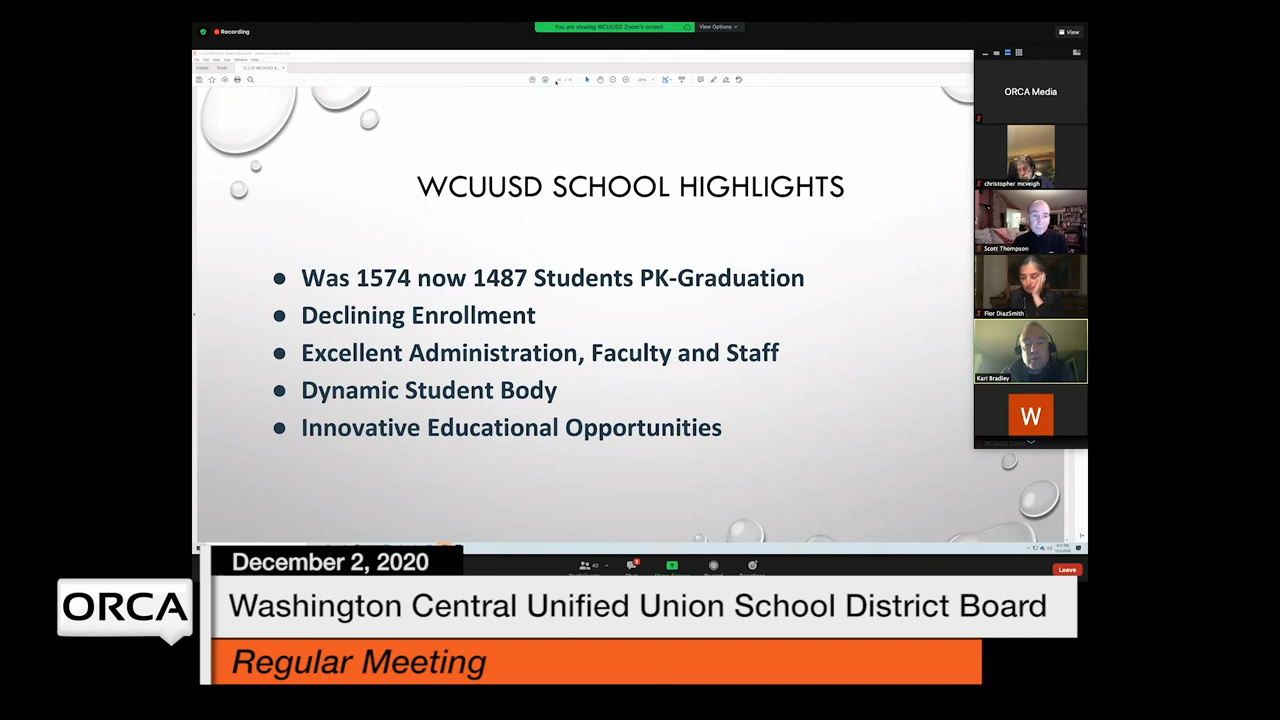 Recording
You are viewing WCUUSD Zoom's screen
View Options
View
Home
Tools
ORCA Media
christopher mcveigh
Scott Thompson
Flor DiazSmith
Kari Bradley
W
WCUUSD SCHOOL HIGHLIGHTS
● Was 1574 now 1487 Students PK-Graduation
● Declining Enrollment
● Excellent Administration, Faculty and Staff
● Dynamic Student Body
● Innovative Educational Opportunities
40
Leave
December 2, 2020
ORCA
Washington Central Unified Union School District Board
Regular Meeting